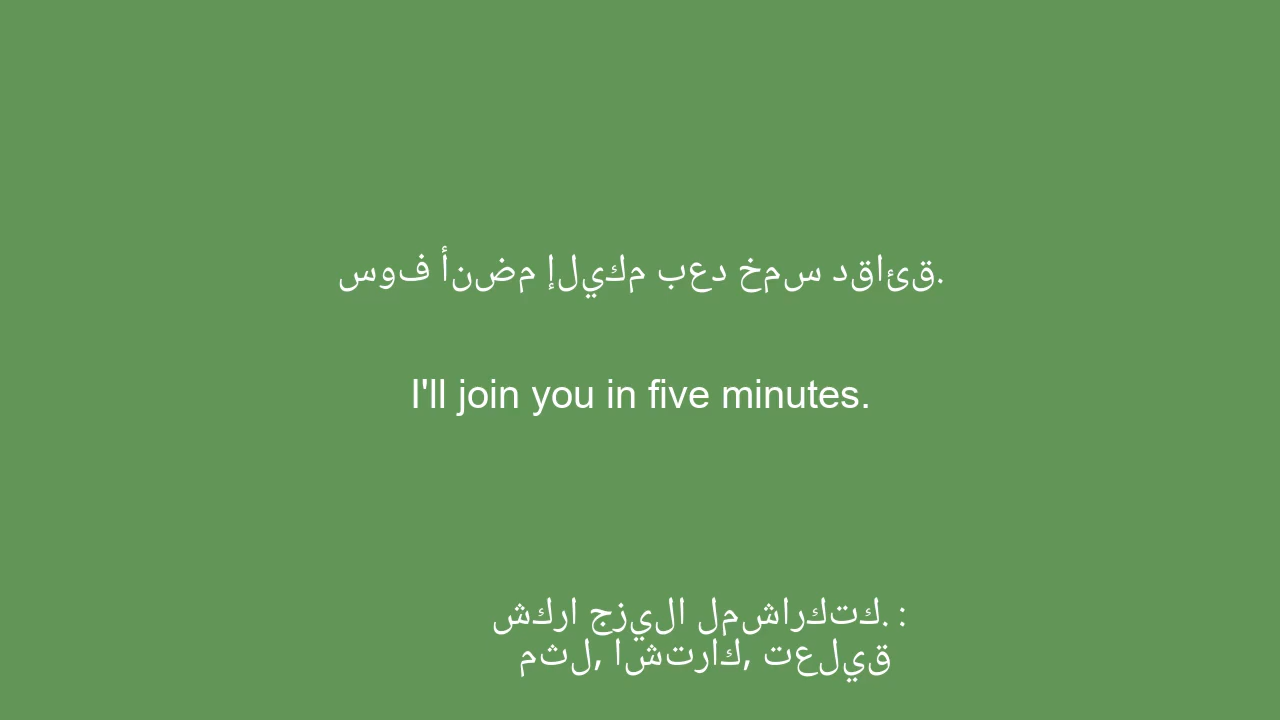 سوف أنضم إليكم بعد خمس دقائق.
I'll join you in five minutes.
شكرا جزيلا لمشاركتك. :
مثل, اشتراك, تعليق